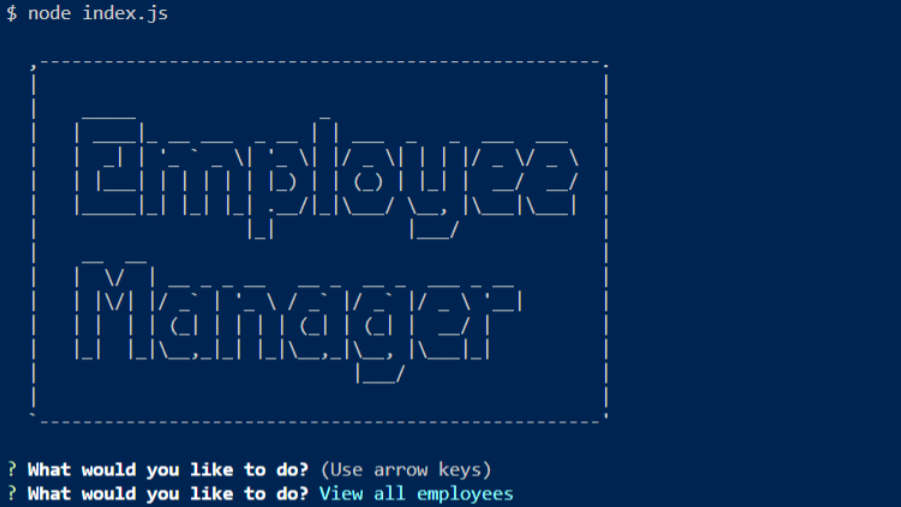 $ node index.js
Employee
Manager
? What would you like to do? (Use arrow keys)
? What would you like to do? View all employees